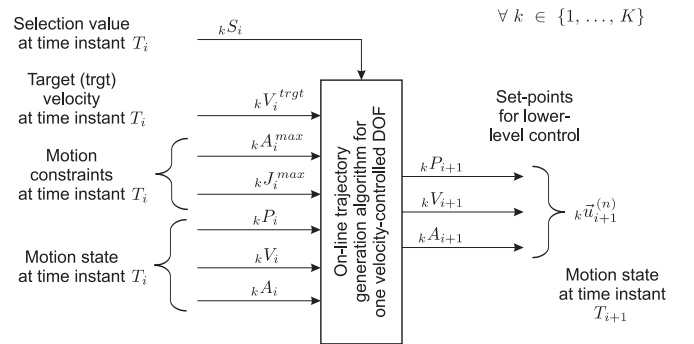 Selection value
at time instant T_i
_kS_i
∀ k ∈ {1, …, K}
Target (trgt)
velocity
at time instant T_i
_kV_i^{trgt}
Motion
constraints
at time instant T_i
_kA_i^{max}
_kJ_i^{max}
Motion state
at time instant T_i
_kP_i
_kV_i
_kA_i
On-line trajectory
generation algorithm for
one velocity-controlled DOF
Set-points
for lower-
level control
_kP_{i+1}
_kV_{i+1}
_kA_{i+1}
_k\vec{u}_{i+1}^{(n)}
Motion state
at time instant
T_{i+1}